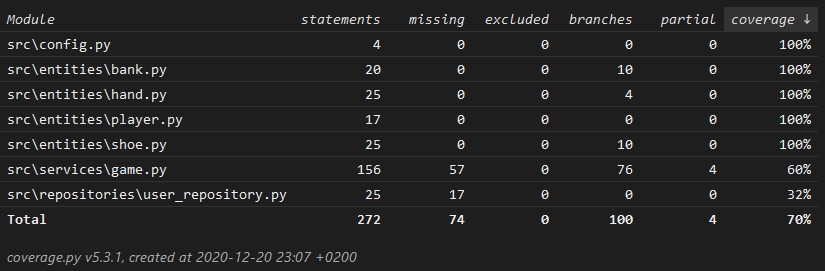 Module statements missing excluded branches partial coverage ↓
src\config.py 4 0 0 0 0 100%
src\entities\bank.py 20 0 0 10 0 100%
src\entities\hand.py 25 0 0 4 0 100%
src\entities\player.py 17 0 0 0 0 100%
src\entities\shoe.py 25 0 0 10 0 100%
src\services\game.py 156 57 0 76 4 60%
src\repositories\user_repository.py 25 17 0 0 0 32%
Total 272 74 0 100 4 70%
coverage.py v5.3.1, created at 2020-12-20 23:07 +0200